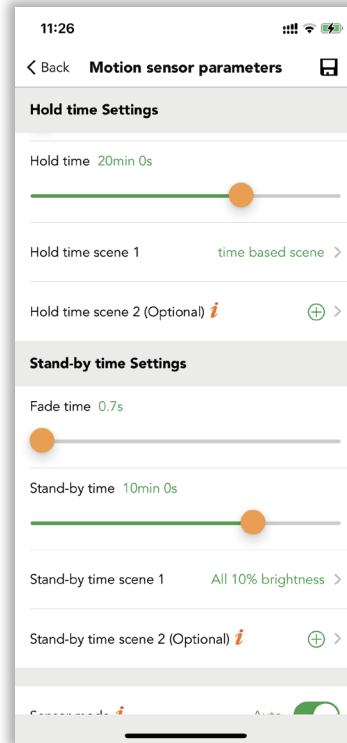 11:26
Back Motion sensor parameters
Hold time Settings
Hold time 20min 0s
Hold time scene 1 time based scene
Hold time scene 2 (Optional) i
Stand-by time Settings
Fade time 0.7s
Stand-by time 10min 0s
Stand-by time scene 1 All 10% brightness
Stand-by time scene 2 (Optional) i
Sensor mode i Auto